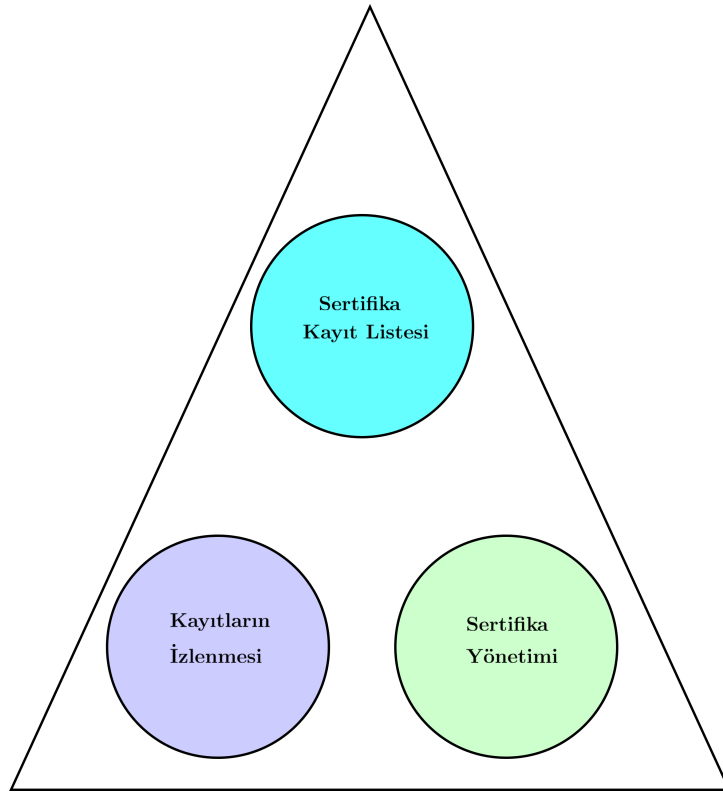 Sertifika
Kayıt Listesi
Kayıtların
İzlenmesi
Sertifika
Yönetimi